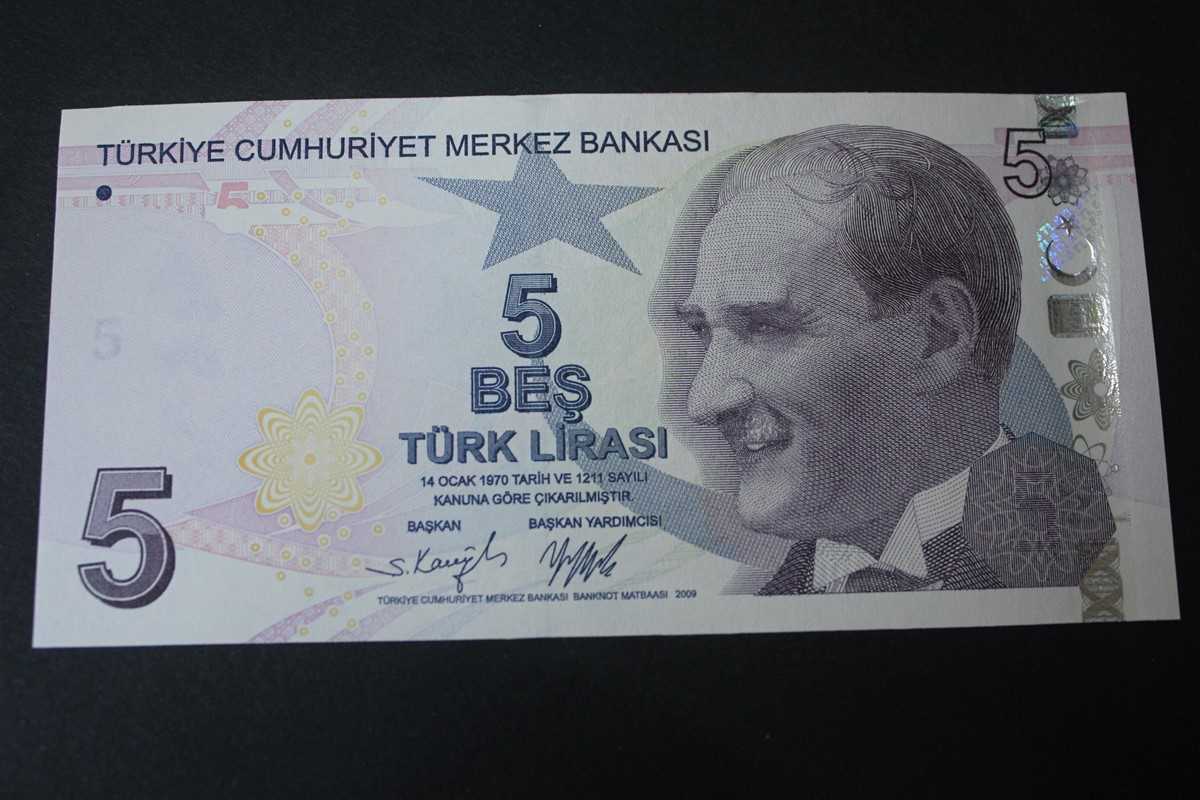 TÜRKİYE CUMHURİYET MERKEZ BANKASI
5
5
5
5
BEŞ
TÜRK LİRASI
14 OCAK 1970 TARİH VE 1211 SAYILI
KANUNA GÖRE ÇIKARILMIŞTIR.
BAŞKAN BAŞKAN YARDIMCISI
5
TÜRKİYE CUMHURİYET MERKEZ BANKASI BANKNOT MATBAASI 2009